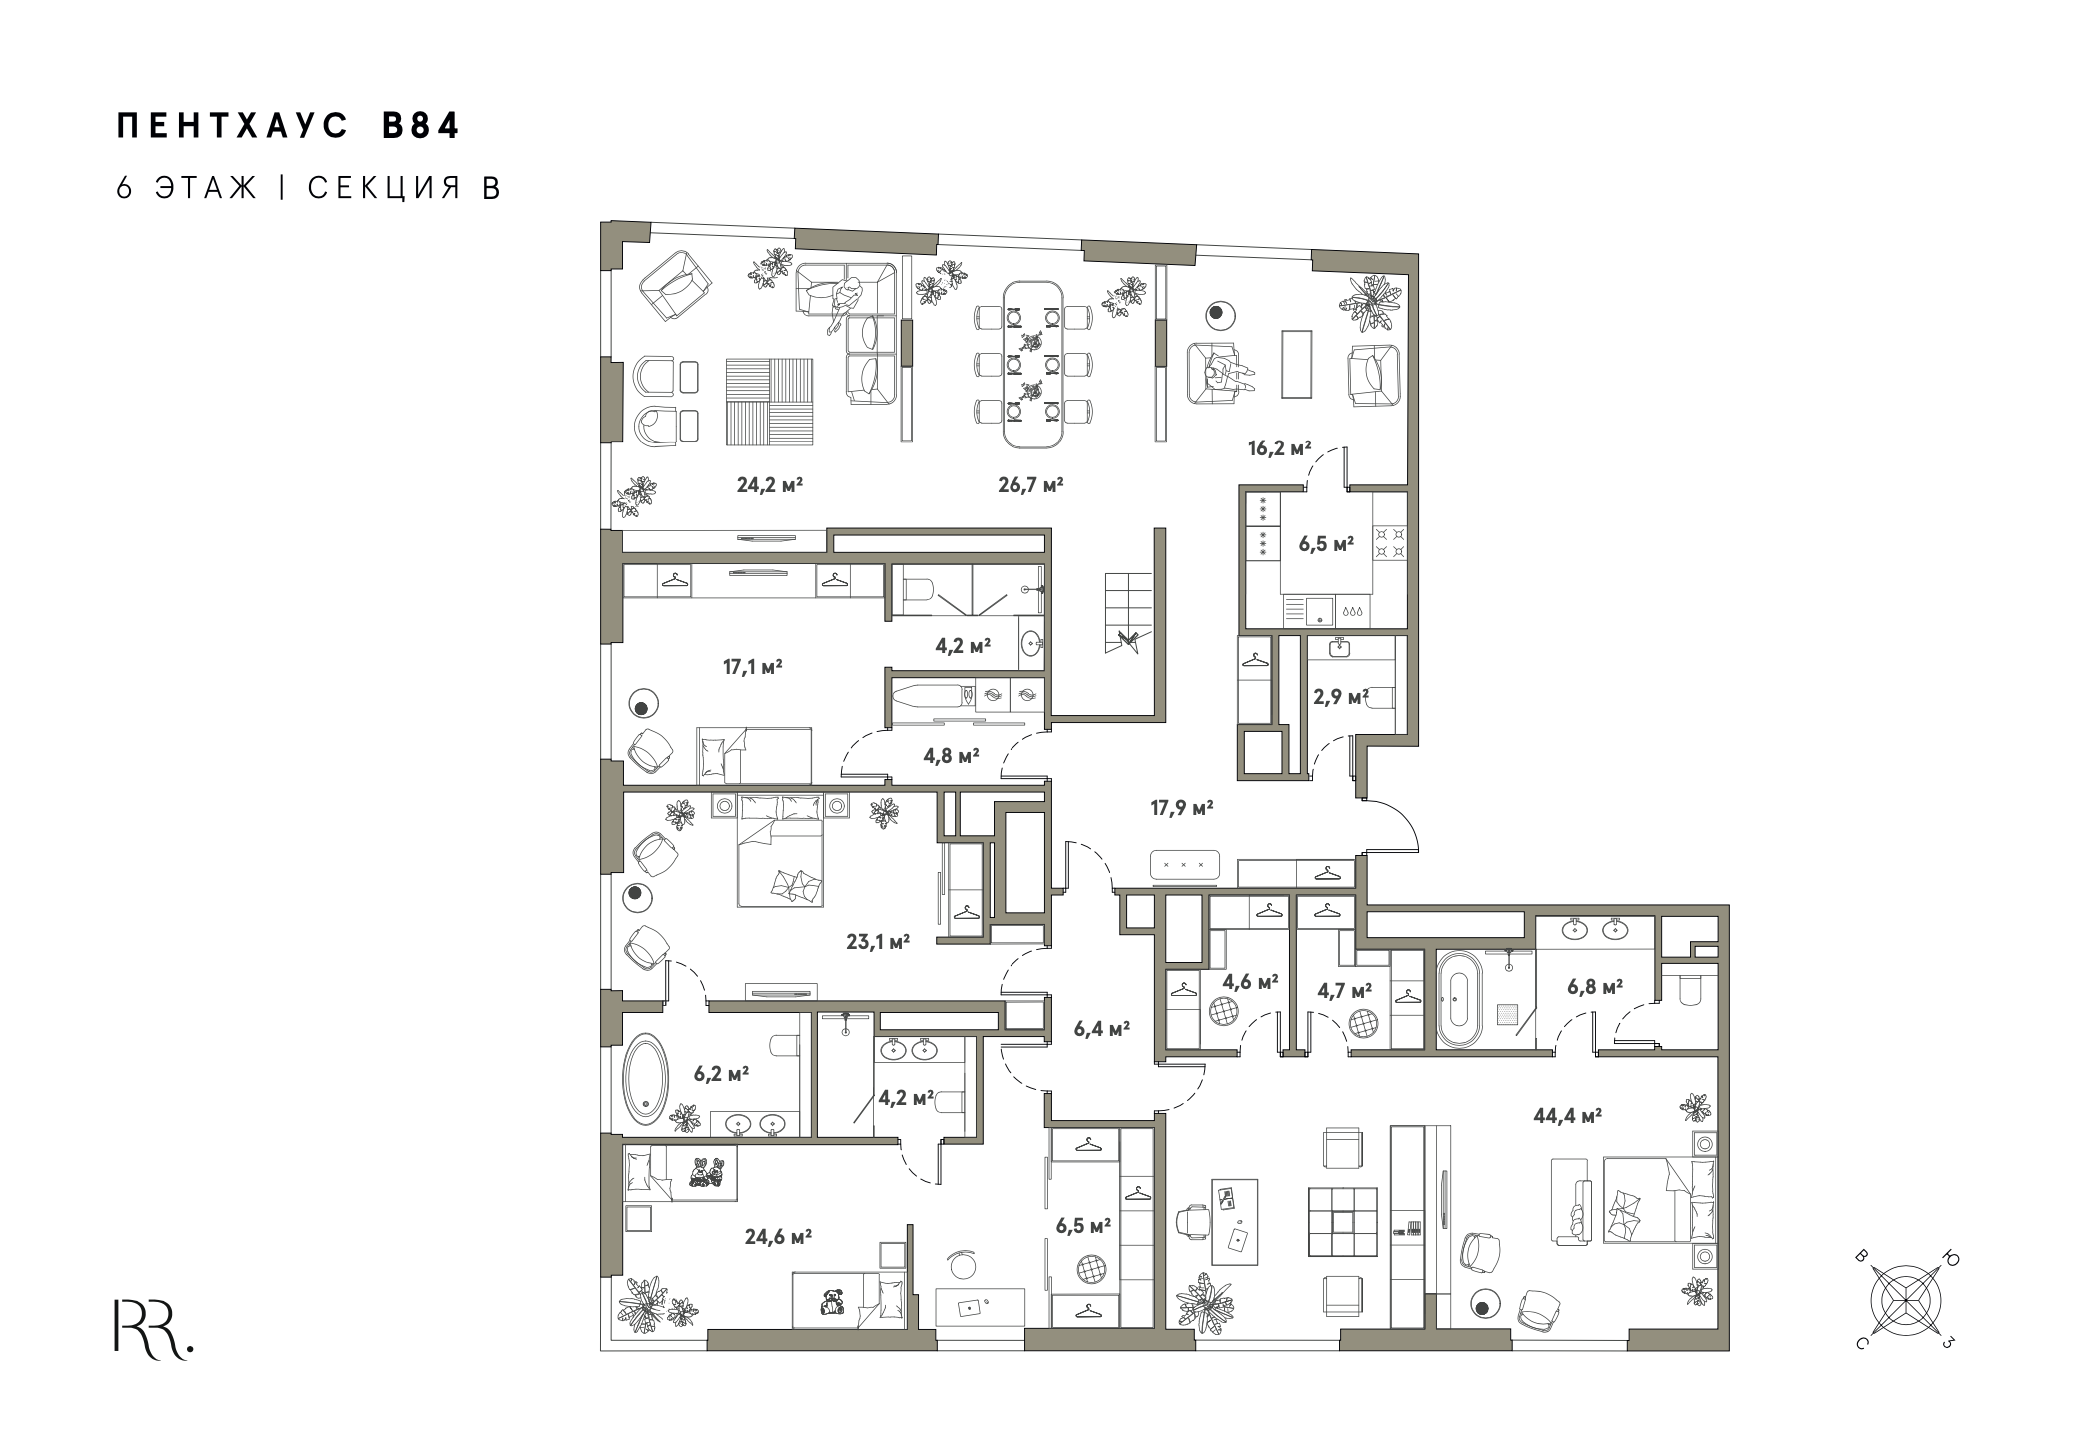 ПЕНТХАУС В84
6 ЭТАЖ | СЕКЦИЯ В
16,2 м²
24,2 м²
26,7 м²
6,5 м²
4,2 м²
17,1 м²
2,9 м²
4,8 м²
17,9 м²
23,1 м²
4,6 м²
4,7 м²
6,8 м²
6,4 м²
6,2 м²
4,2 м²
44,4 м²
6,5 м²
24,6 м²
В
Ю
С
З
RR.